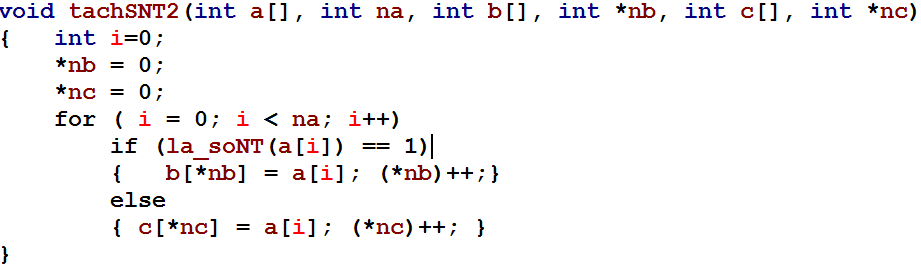 void tachSNT2(int a[], int na, int b[], int *nb, int c[], int *nc)
{   int i=0;
    *nb = 0;
    *nc = 0;
    for ( i = 0; i < na; i++)
        if (la_soNT(a[i]) == 1)
        {   b[*nb] = a[i]; (*nb)++;}
        else
        { c[*nc] = a[i]; (*nc)++; }
}